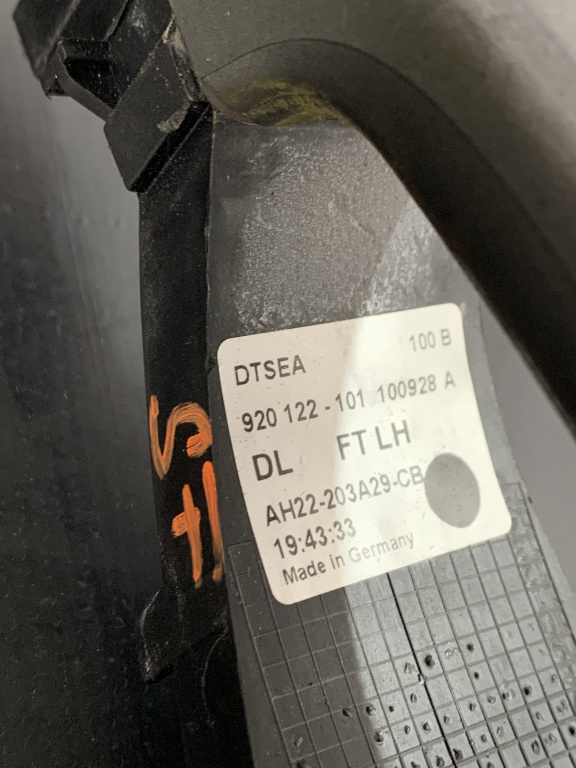 DTSEA 100 B
920 122-101 100928 A
DL FT LH
AH22-203A29-CB
19:43:33
Made in Germany